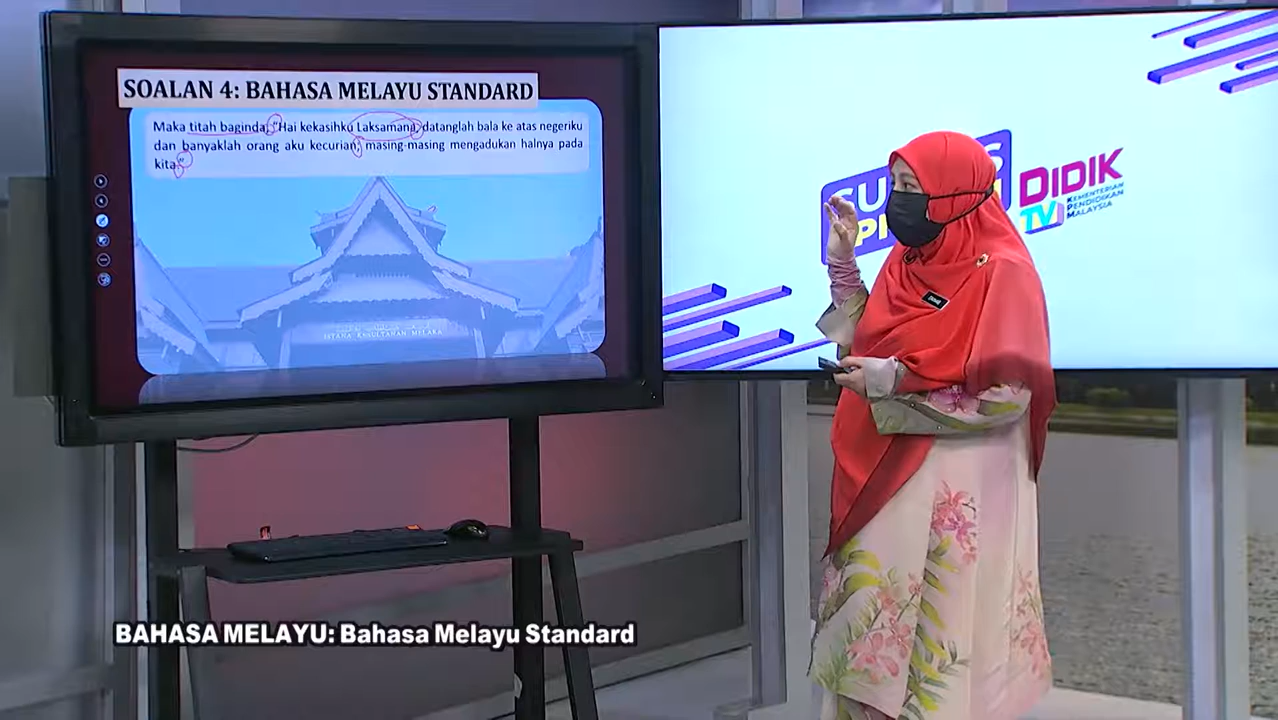 SOALAN 4: BAHASA MELAYU STANDARD
Maka titah baginda, “Hai kekasihku Laksamana, datanglah bala ke atas negeriku
dan banyaklah orang aku kecurian, masing-masing mengadukan halnya pada
kita.”
ISTANA KESULTANAN MELAKA
DIDIK
TV
KEMENTERIAN
PENDIDIKAN
MALAYSIA
BAHASA MELAYU: Bahasa Melayu Standard